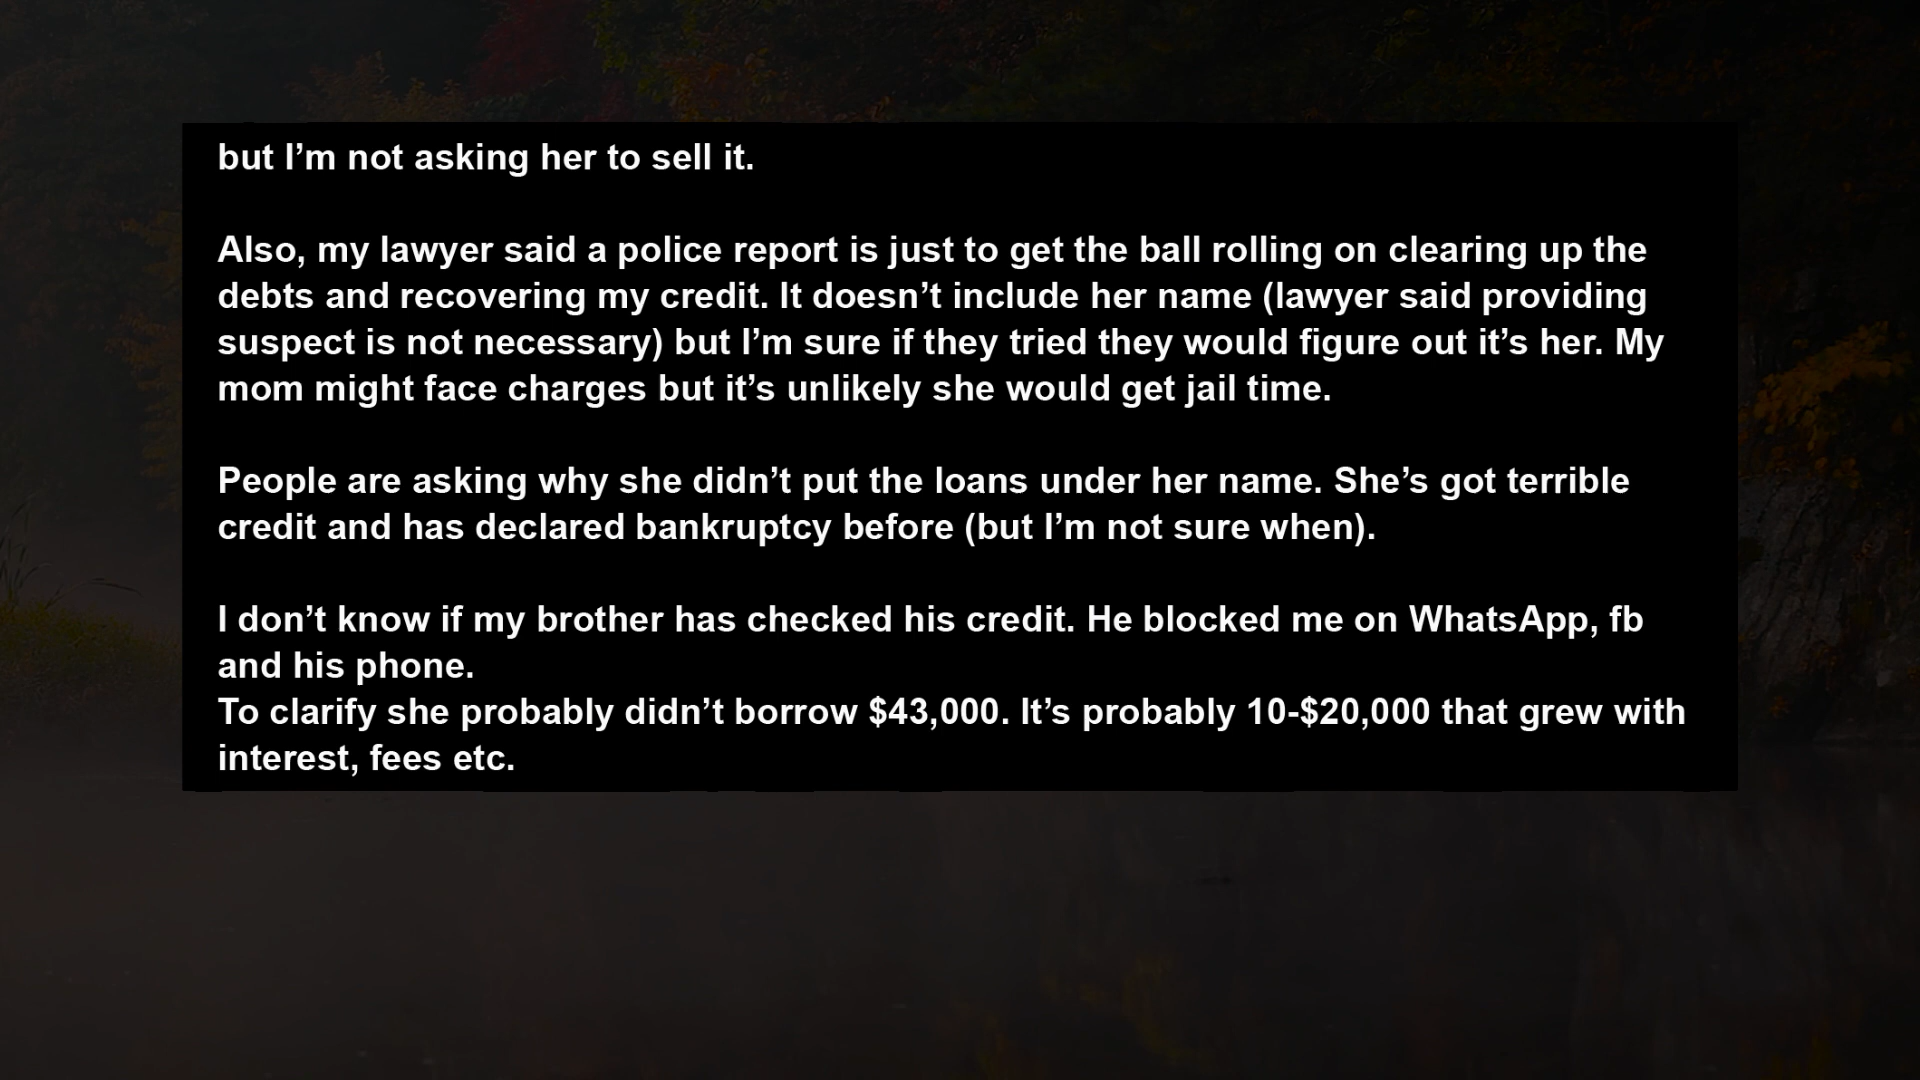 but I’m not asking her to sell it.
Also, my lawyer said a police report is just to get the ball rolling on clearing up the
debts and recovering my credit. It doesn’t include her name (lawyer said providing
suspect is not necessary) but I’m sure if they tried they would figure out it’s her. My
mom might face charges but it’s unlikely she would get jail time.
People are asking why she didn’t put the loans under her name. She’s got terrible
credit and has declared bankruptcy before (but I’m not sure when).
I don’t know if my brother has checked his credit. He blocked me on WhatsApp, fb
and his phone.
To clarify she probably didn’t borrow $43,000. It’s probably 10-$20,000 that grew with
interest, fees etc.